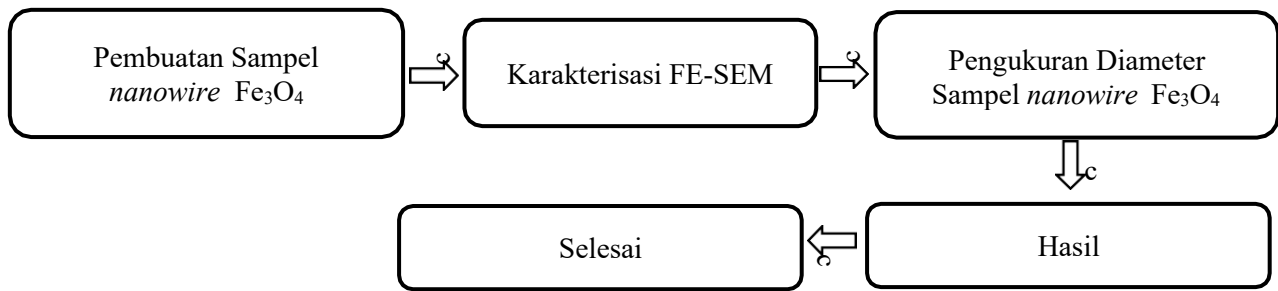 Pembuatan Sampel
nanowire Fe₃O₄
c
Karakterisasi FE-SEM
c
Pengukuran Diameter
Sampel nanowire Fe₃O₄
c
Hasil
c
Selesai